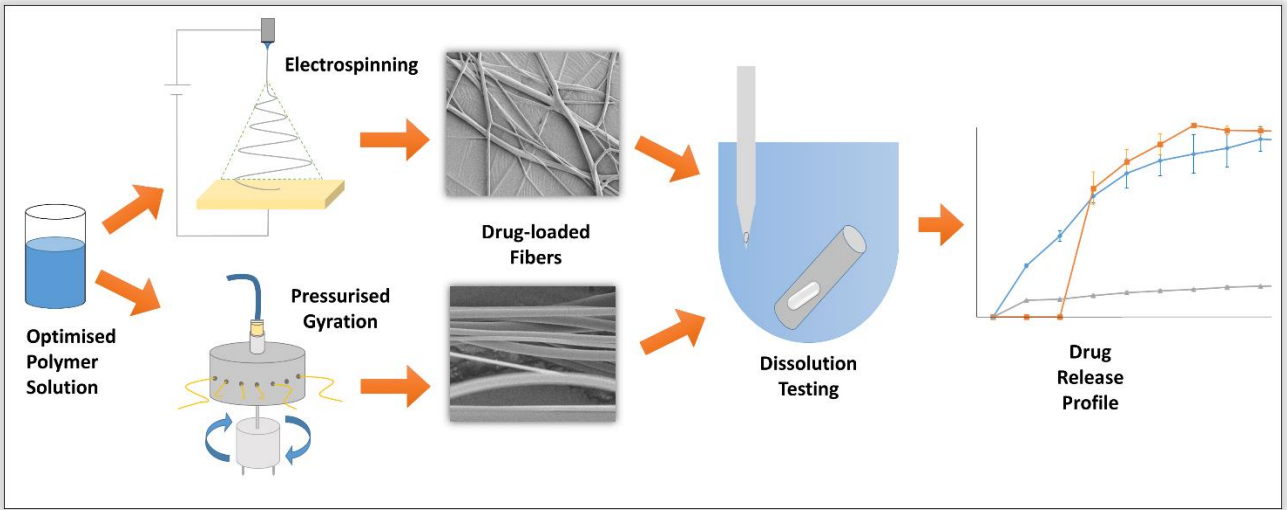 Electrospinning
Drug-loaded
Fibers
Pressurised
Gyration
Optimised
Polymer
Solution
Dissolution
Testing
Drug
Release
Profile